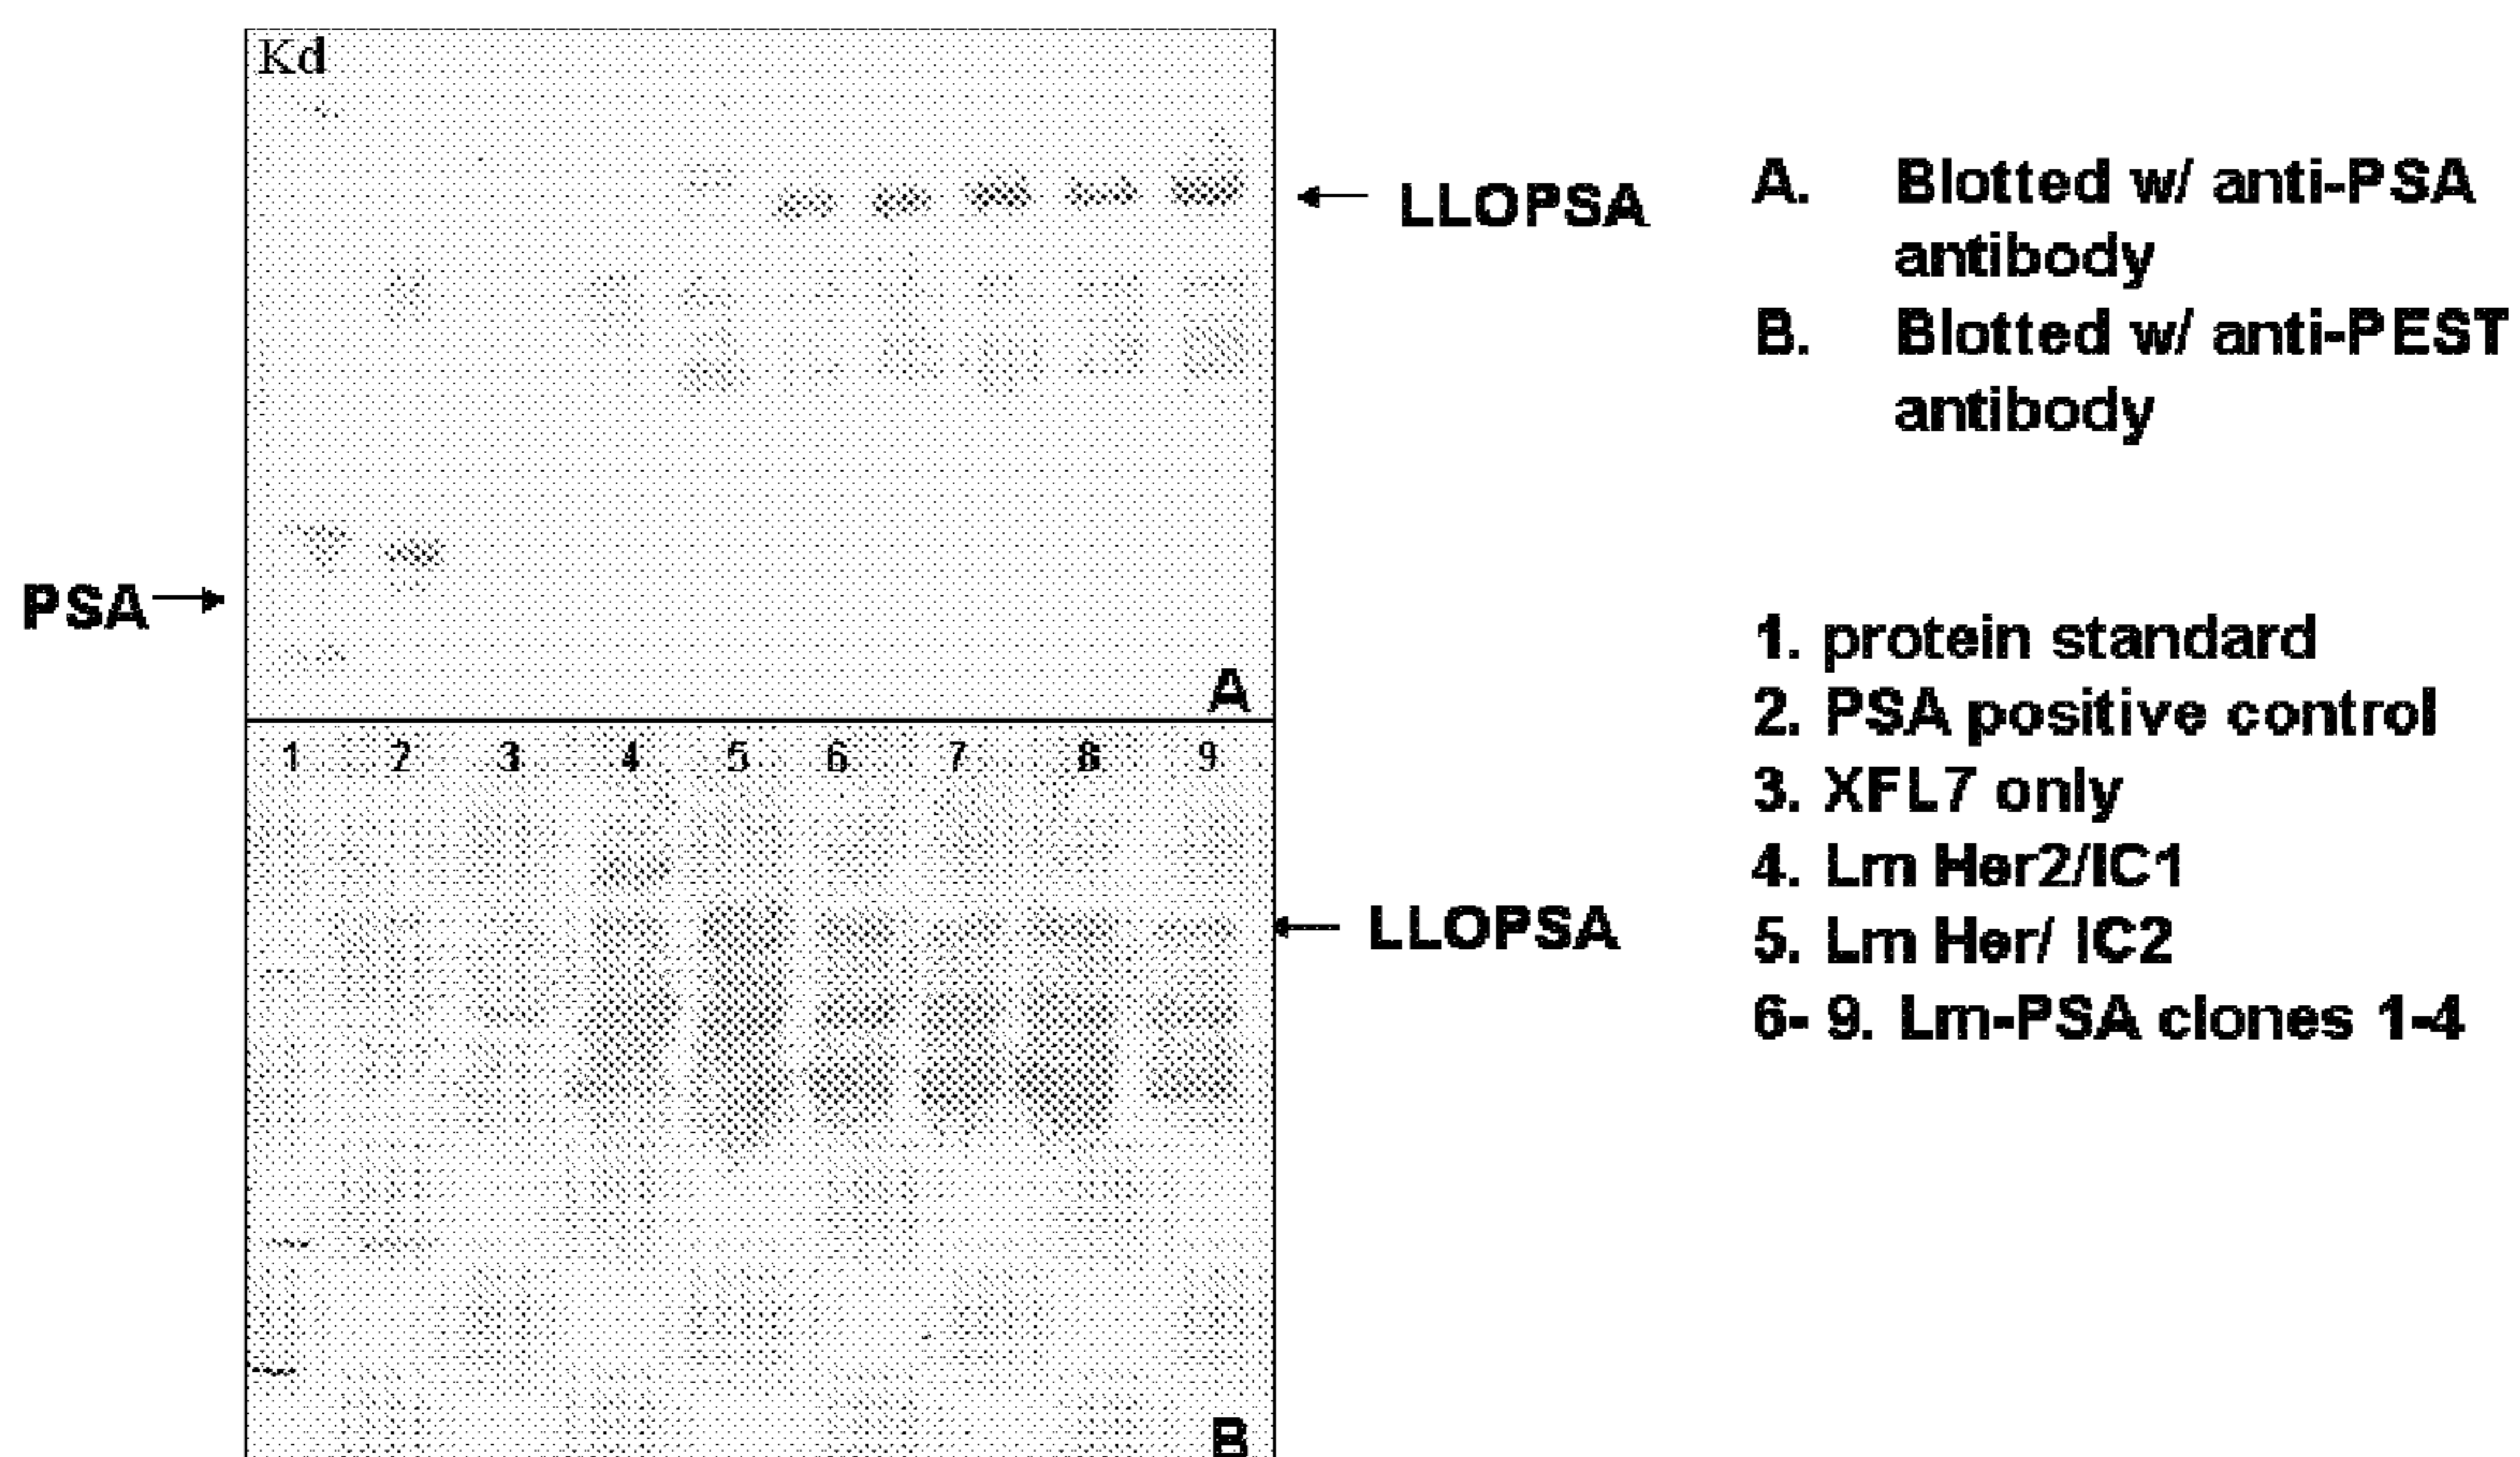 Kd
LLOPSA
PSA
A
1 2 3 4 5 6 7 8 9
LLOPSA
B
A. Blotted w/ anti-PSA
antibody
B. Blotted w/ anti-PEST
antibody
1. protein standard
2. PSA positive control
3. XFL7 only
4. Lm Her2/IC1
5. Lm Her/ IC2
6- 9. Lm-PSA clones 1-4